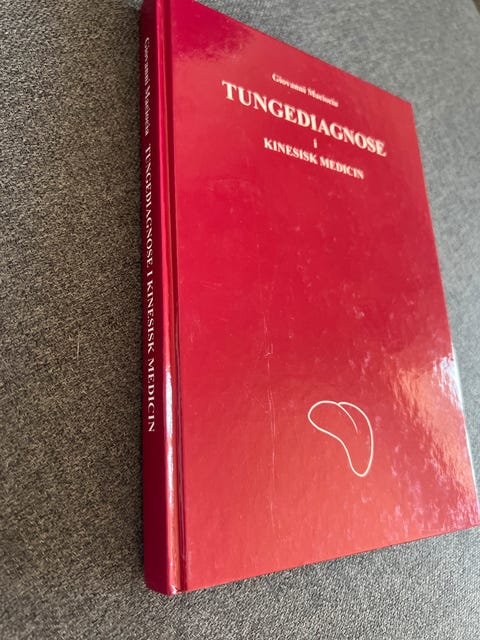 Giovanni Maciocia
TUNGEDIAGNOSE
i
KINESISK MEDICIN
Giovanni Maciocia TUNGEDIAGNOSE I KINESISK MEDICIN